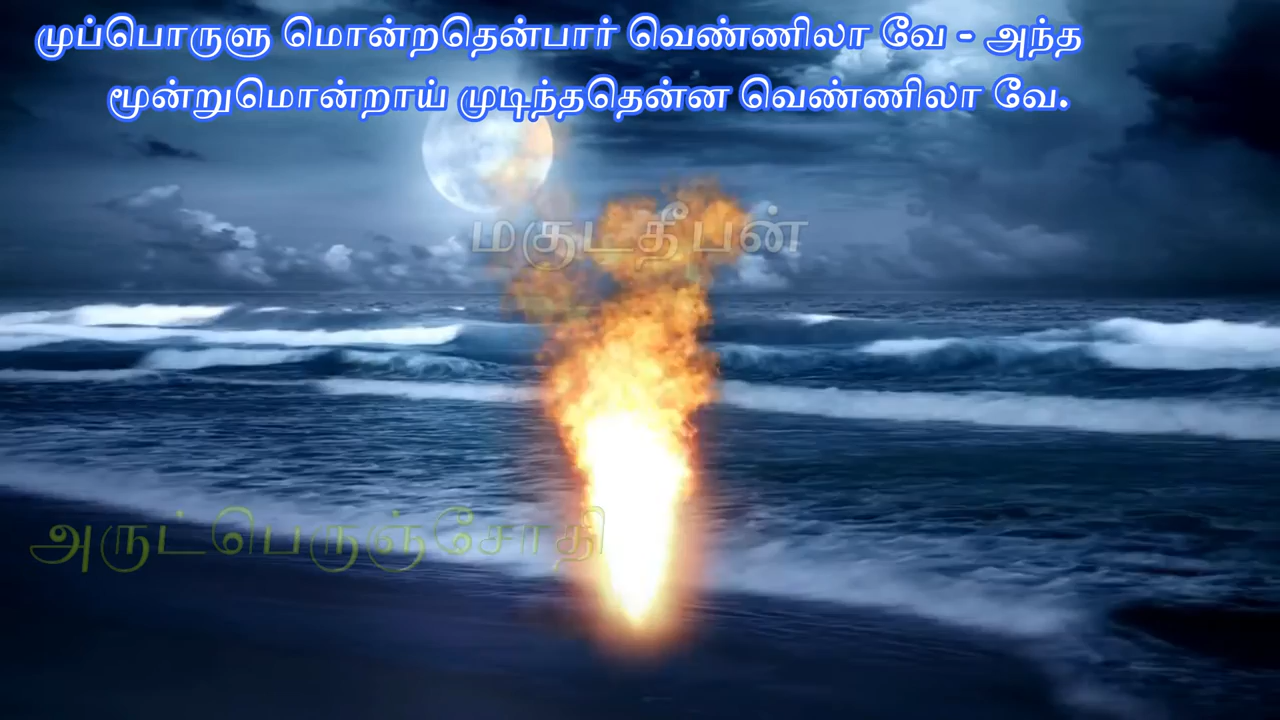 முப்பொருளு மொன்றதென்பார் வெண்ணிலா வே - அந்த
மூன்றுமொன்றாய் முடிந்ததென்ன வெண்ணிலா வே.
மகுடதீபன்
அருட்பெருஞ்சோதி